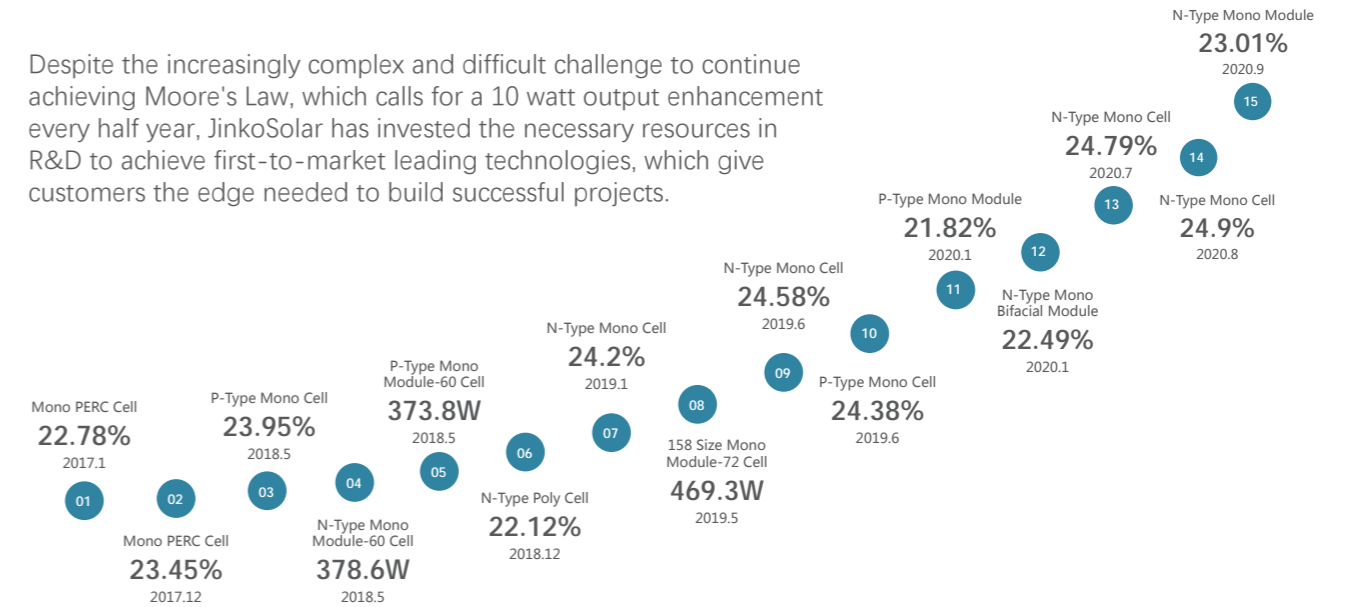 Despite the increasingly complex and difficult challenge to continue
achieving Moore's Law, which calls for a 10 watt output enhancement
every half year, JinkoSolar has invested the necessary resources in
R&D to achieve first-to-market leading technologies, which give
customers the edge needed to build successful projects.
Mono PERC Cell
22.78%
2017.1
01
02
Mono PERC Cell
23.45%
2017.12
P-Type Mono Cell
23.95%
2018.5
03
04
N-Type Mono
Module-60 Cell
378.6W
2018.5
P-Type Mono
Module-60 Cell
373.8W
2018.5
05
06
N-Type Poly Cell
22.12%
2018.12
N-Type Mono Cell
24.2%
2019.1
07
08
158 Size Mono
Module-72 Cell
469.3W
2019.5
N-Type Mono Cell
24.58%
2019.6
09
10
P-Type Mono Cell
24.38%
2019.6
P-Type Mono Module
21.82%
2020.1
11
12
N-Type Mono
Bifacial Module
22.49%
2020.1
N-Type Mono Cell
24.79%
2020.7
13
14
N-Type Mono Cell
24.9%
2020.8
N-Type Mono Module
23.01%
2020.9
15